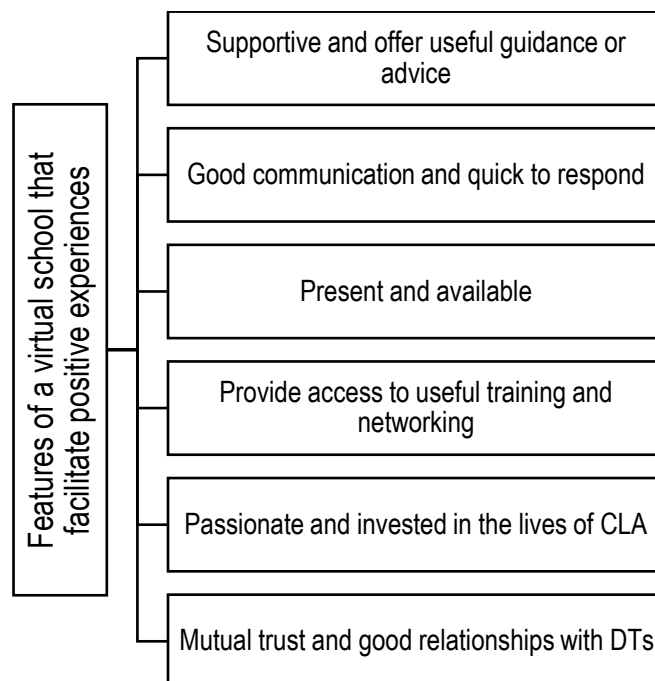 Features of a virtual school that
facilitate positive experiences
Supportive and offer useful guidance or
advice
Good communication and quick to respond
Present and available
Provide access to useful training and
networking
Passionate and invested in the lives of CLA
Mutual trust and good relationships with DTs